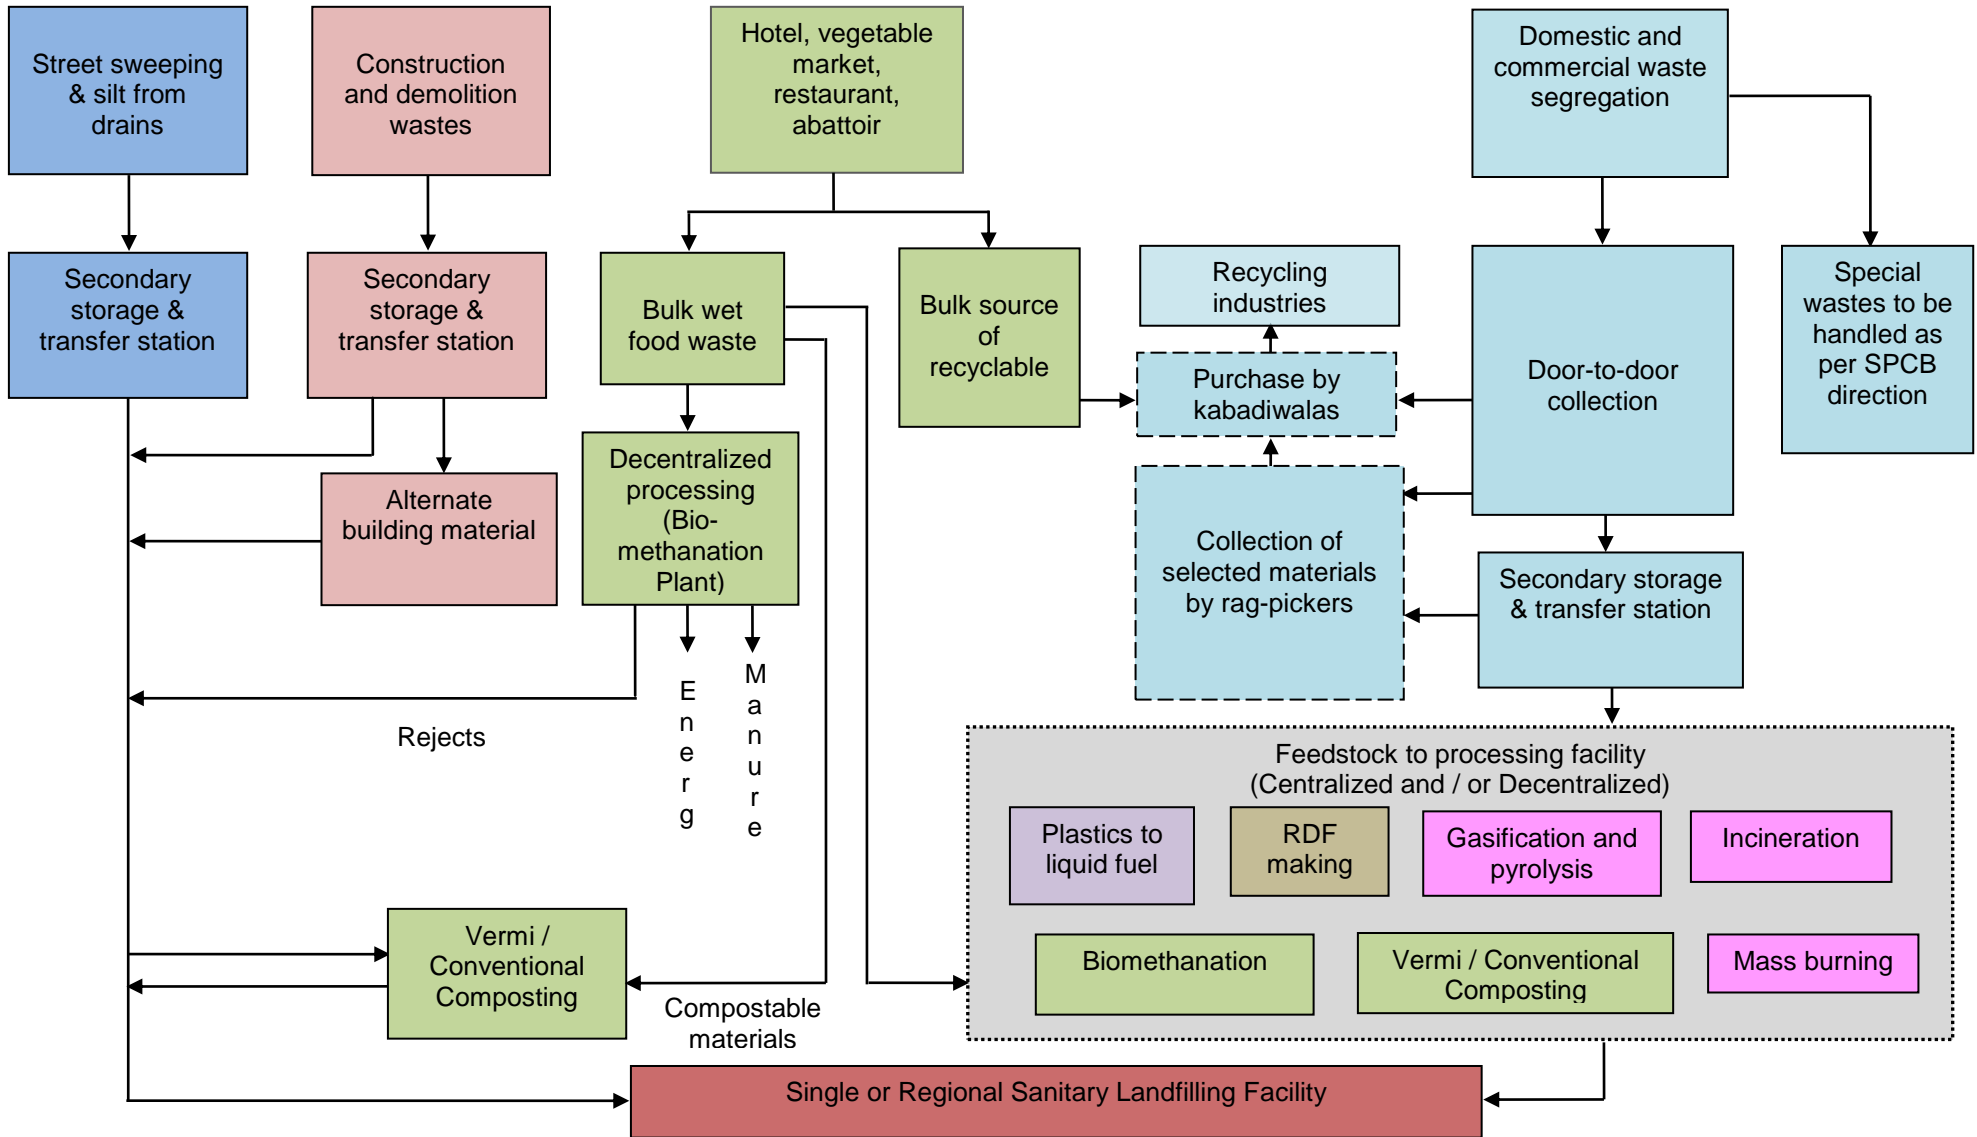 Street sweeping
& silt from
drains
Construction
and demolition
wastes
Hotel, vegetable
market,
restaurant,
abattoir
Domestic and
commercial waste
segregation
Secondary
storage &
transfer station
Secondary
storage &
transfer station
Bulk wet
food waste
Bulk source
of
recyclable
Recycling
industries
Purchase by
kabadiwalas
Door-to-door
collection
Special
wastes to be
handled as
per SPCB
direction
Alternate
building material
Decentralized
processing
(Bio-
methanation
Plant)
Collection of
selected materials
by rag-pickers
Secondary storage
& transfer station
Rejects
Energ
Manure
Feedstock to processing facility
(Centralized and / or Decentralized)
Plastics to
liquid fuel
RDF
making
Gasification and
pyrolysis
Incineration
Biomethanation
Vermi / Conventional
Composting
Mass burning
Vermi /
Conventional
Composting
Compostable
materials
Single or Regional Sanitary Landfilling Facility